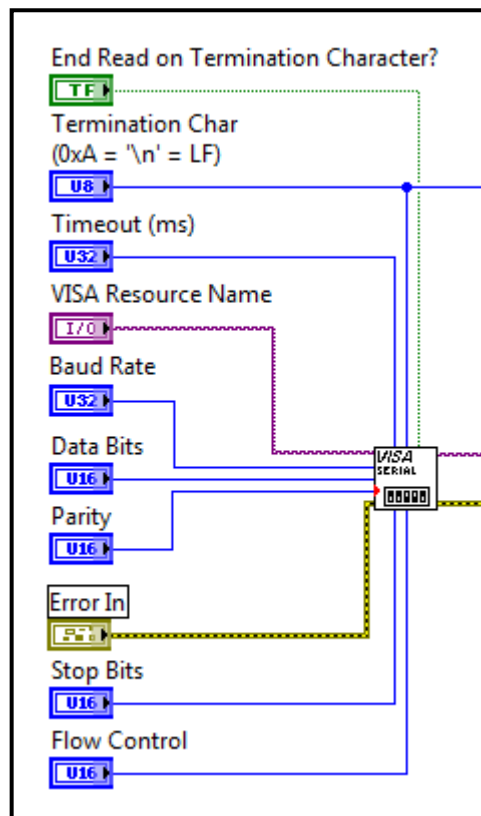 End Read on Termination Character?
TF
Termination Char
(0xA = '\n' = LF)
U8
Timeout (ms)
U32
VISA Resource Name
I/O
Baud Rate
U32
Data Bits
U16
VISA
SERIAL
Parity
U16
Error In
Stop Bits
U16
Flow Control
U16